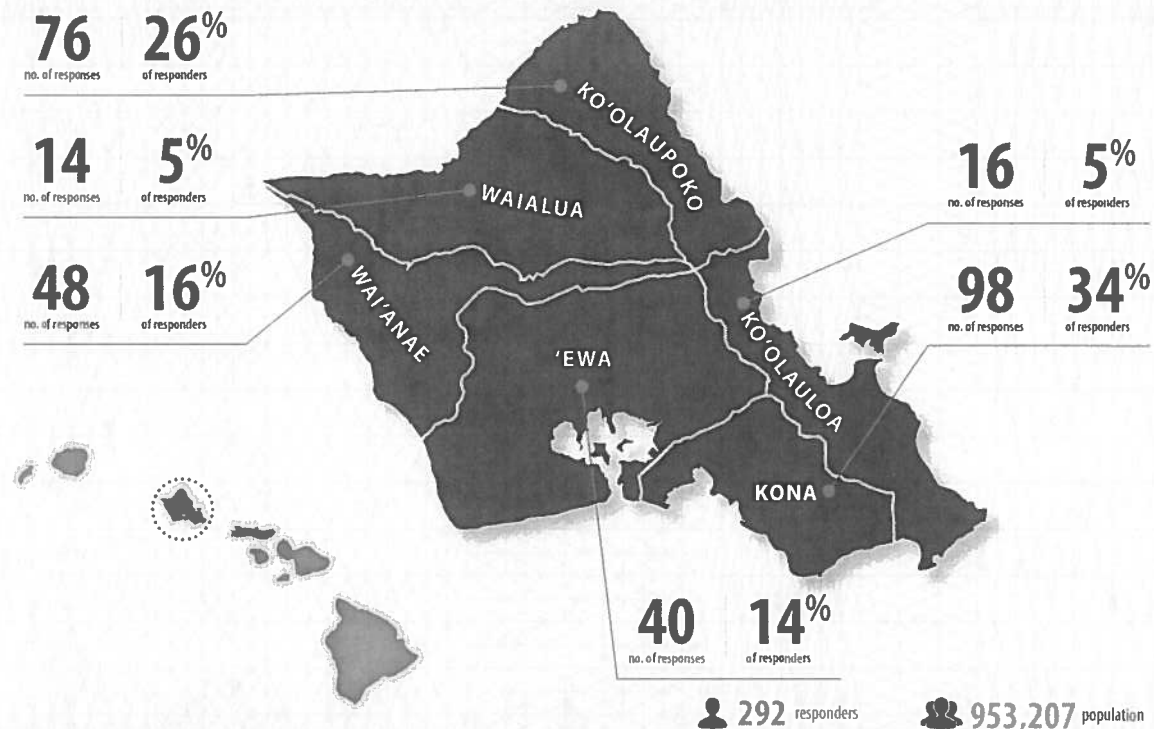 76 26%
no. of responses of responders
KO‘OLAUPOKO
14 5%
no. of responses of responders
WAIALUA
16 5%
no. of responses of responders
48 16%
no. of responses of responders
WAI‘ANAE
98 34%
no. of responses of responders
KO‘OLAULOA
‘EWA
KONA
40 14%
no. of responses of responders
292 responders
953,207 population